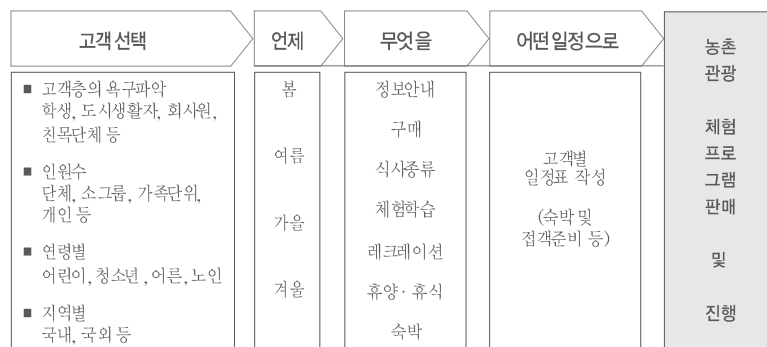 고객 선택
■ 고객층의 욕구파악
학생, 도시생활자, 회사원,
친목단체 등
■ 인원수
단체, 소그룹, 가족단위,
개인 등
■ 연령별
어린이, 청소년, 어른, 노인
■ 지역별
국내, 국외 등
언제
봄
여름
가을
겨울
무엇을
정보안내
구매
식사종류
체험학습
레크레이션
휴양· 휴식
숙박
어떤 일정으로
고객별
일정표 작성
(숙박 및
접객준비 등)
농촌
관광
체험
프로
그램
판매
및
진행